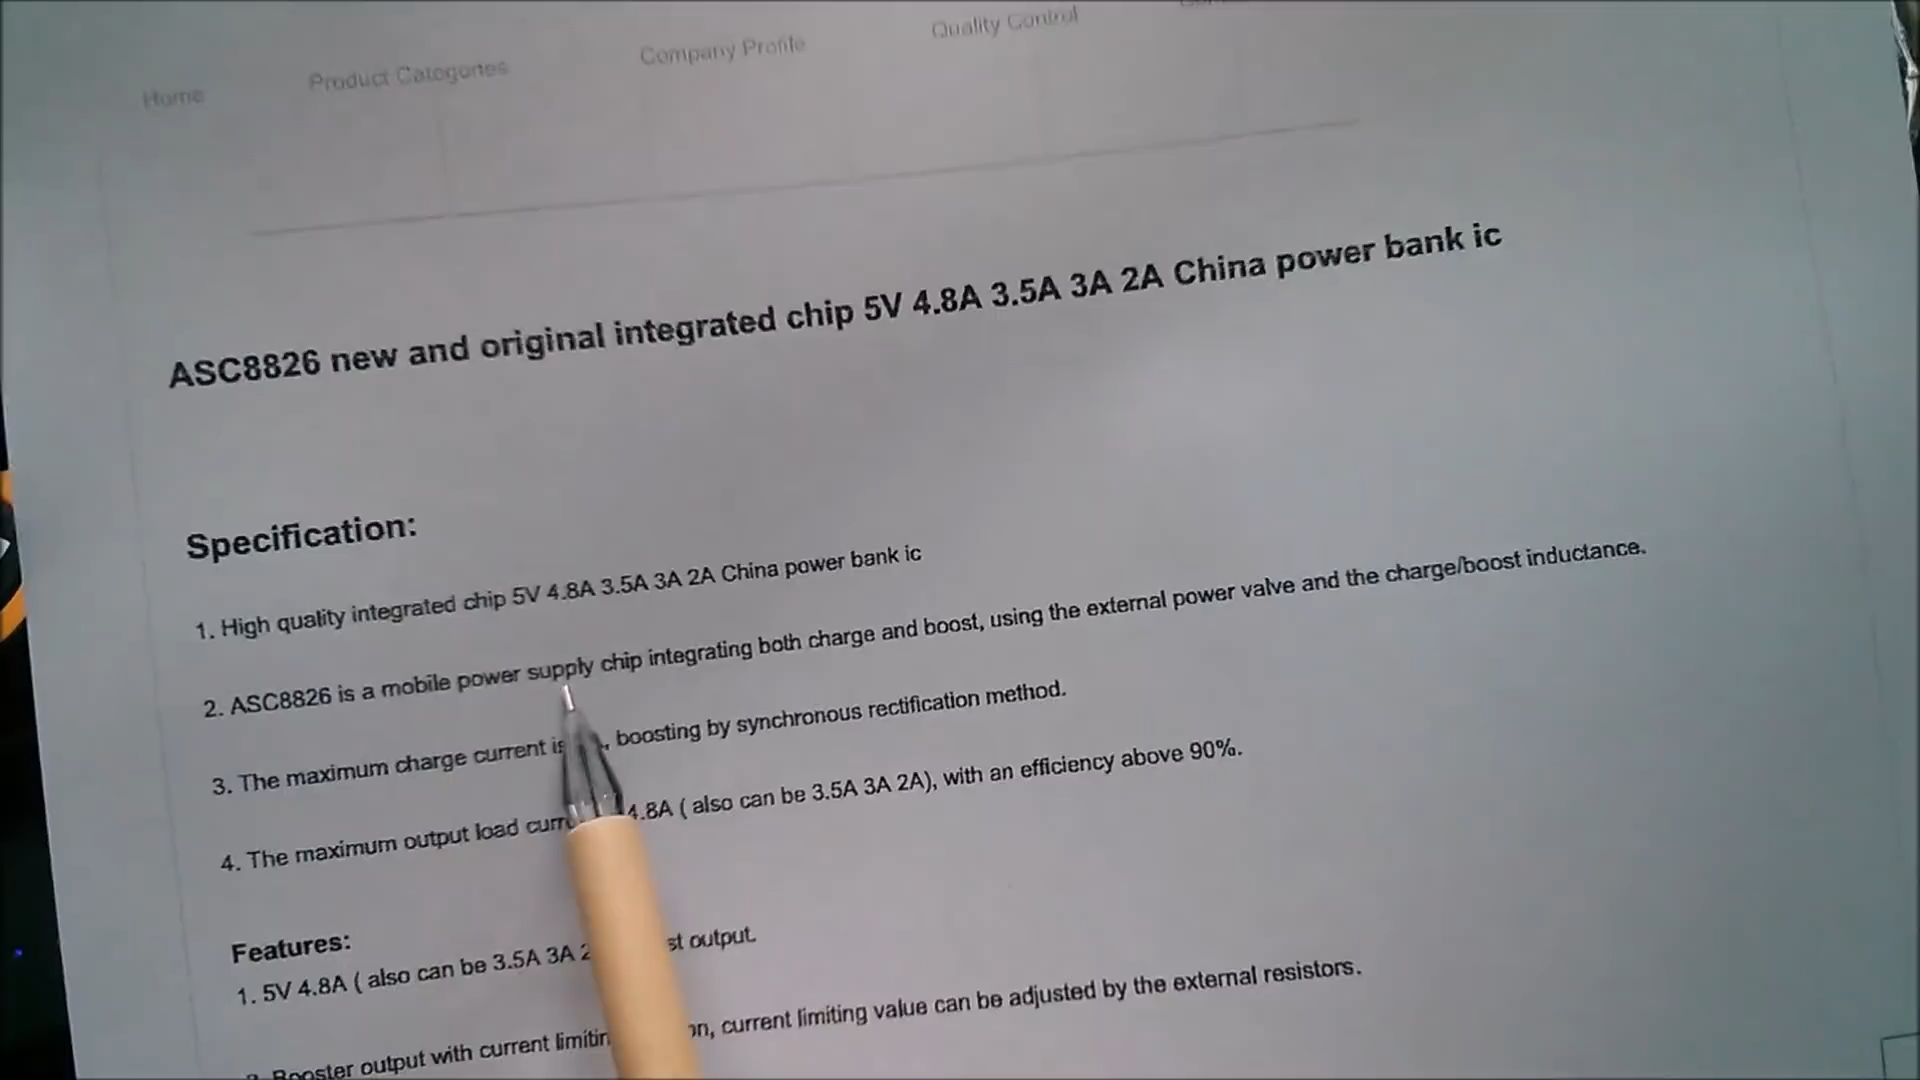 Home Product Catogories Company Profile Quality Control
ASC8826 new and original integrated chip 5V 4.8A 3.5A 3A 2A China power bank ic
Specification:
1. High quality integrated chip 5V 4.8A 3.5A 3A 2A China power bank ic
2. ASC8826 is a mobile power supply chip integrating both charge and boost, using the external power valve and the charge/boost inductance.
3. The maximum charge current is , boosting by synchronous rectification method.
4. The maximum output load 4.8A ( also can be 3.5A 3A 2A), with an efficiency above 90%.
Features:
1. 5V 4.8A ( also can be 3.5A 3A output.
Booster output with current current limiting value can be adjusted by the external resistors.